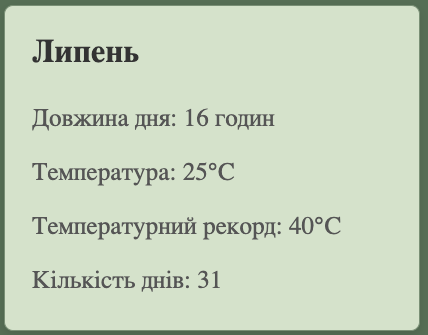 Липень
Довжина дня: 16 годин
Температура: 25°C
Температурний рекорд: 40°C
Кількість днів: 31